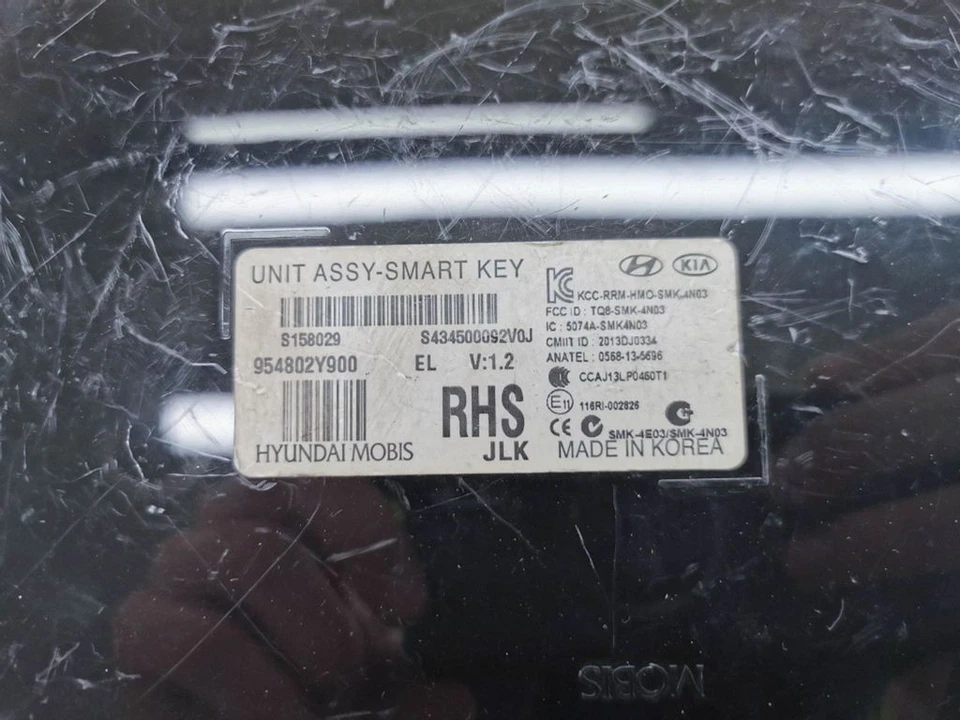 UNIT ASSY-SMART KEY
S158029 S434500092V0J
954802Y900 EL V:1.2
RHS
HYUNDAI MOBIS JLK
KIA
KCC-RRM-HMO-SMK-4N03
FCC ID : TQ8-SMK-4N03
IC : 5074A-SMK4N03
CMIIT ID : 2013DJ0334
ANATEL : 0568-13-5696
CCAJ13LP0460T1
E11 116RI-002826
CE SMK-4E03/SMK-4N03
MADE IN KOREA
MOBIS